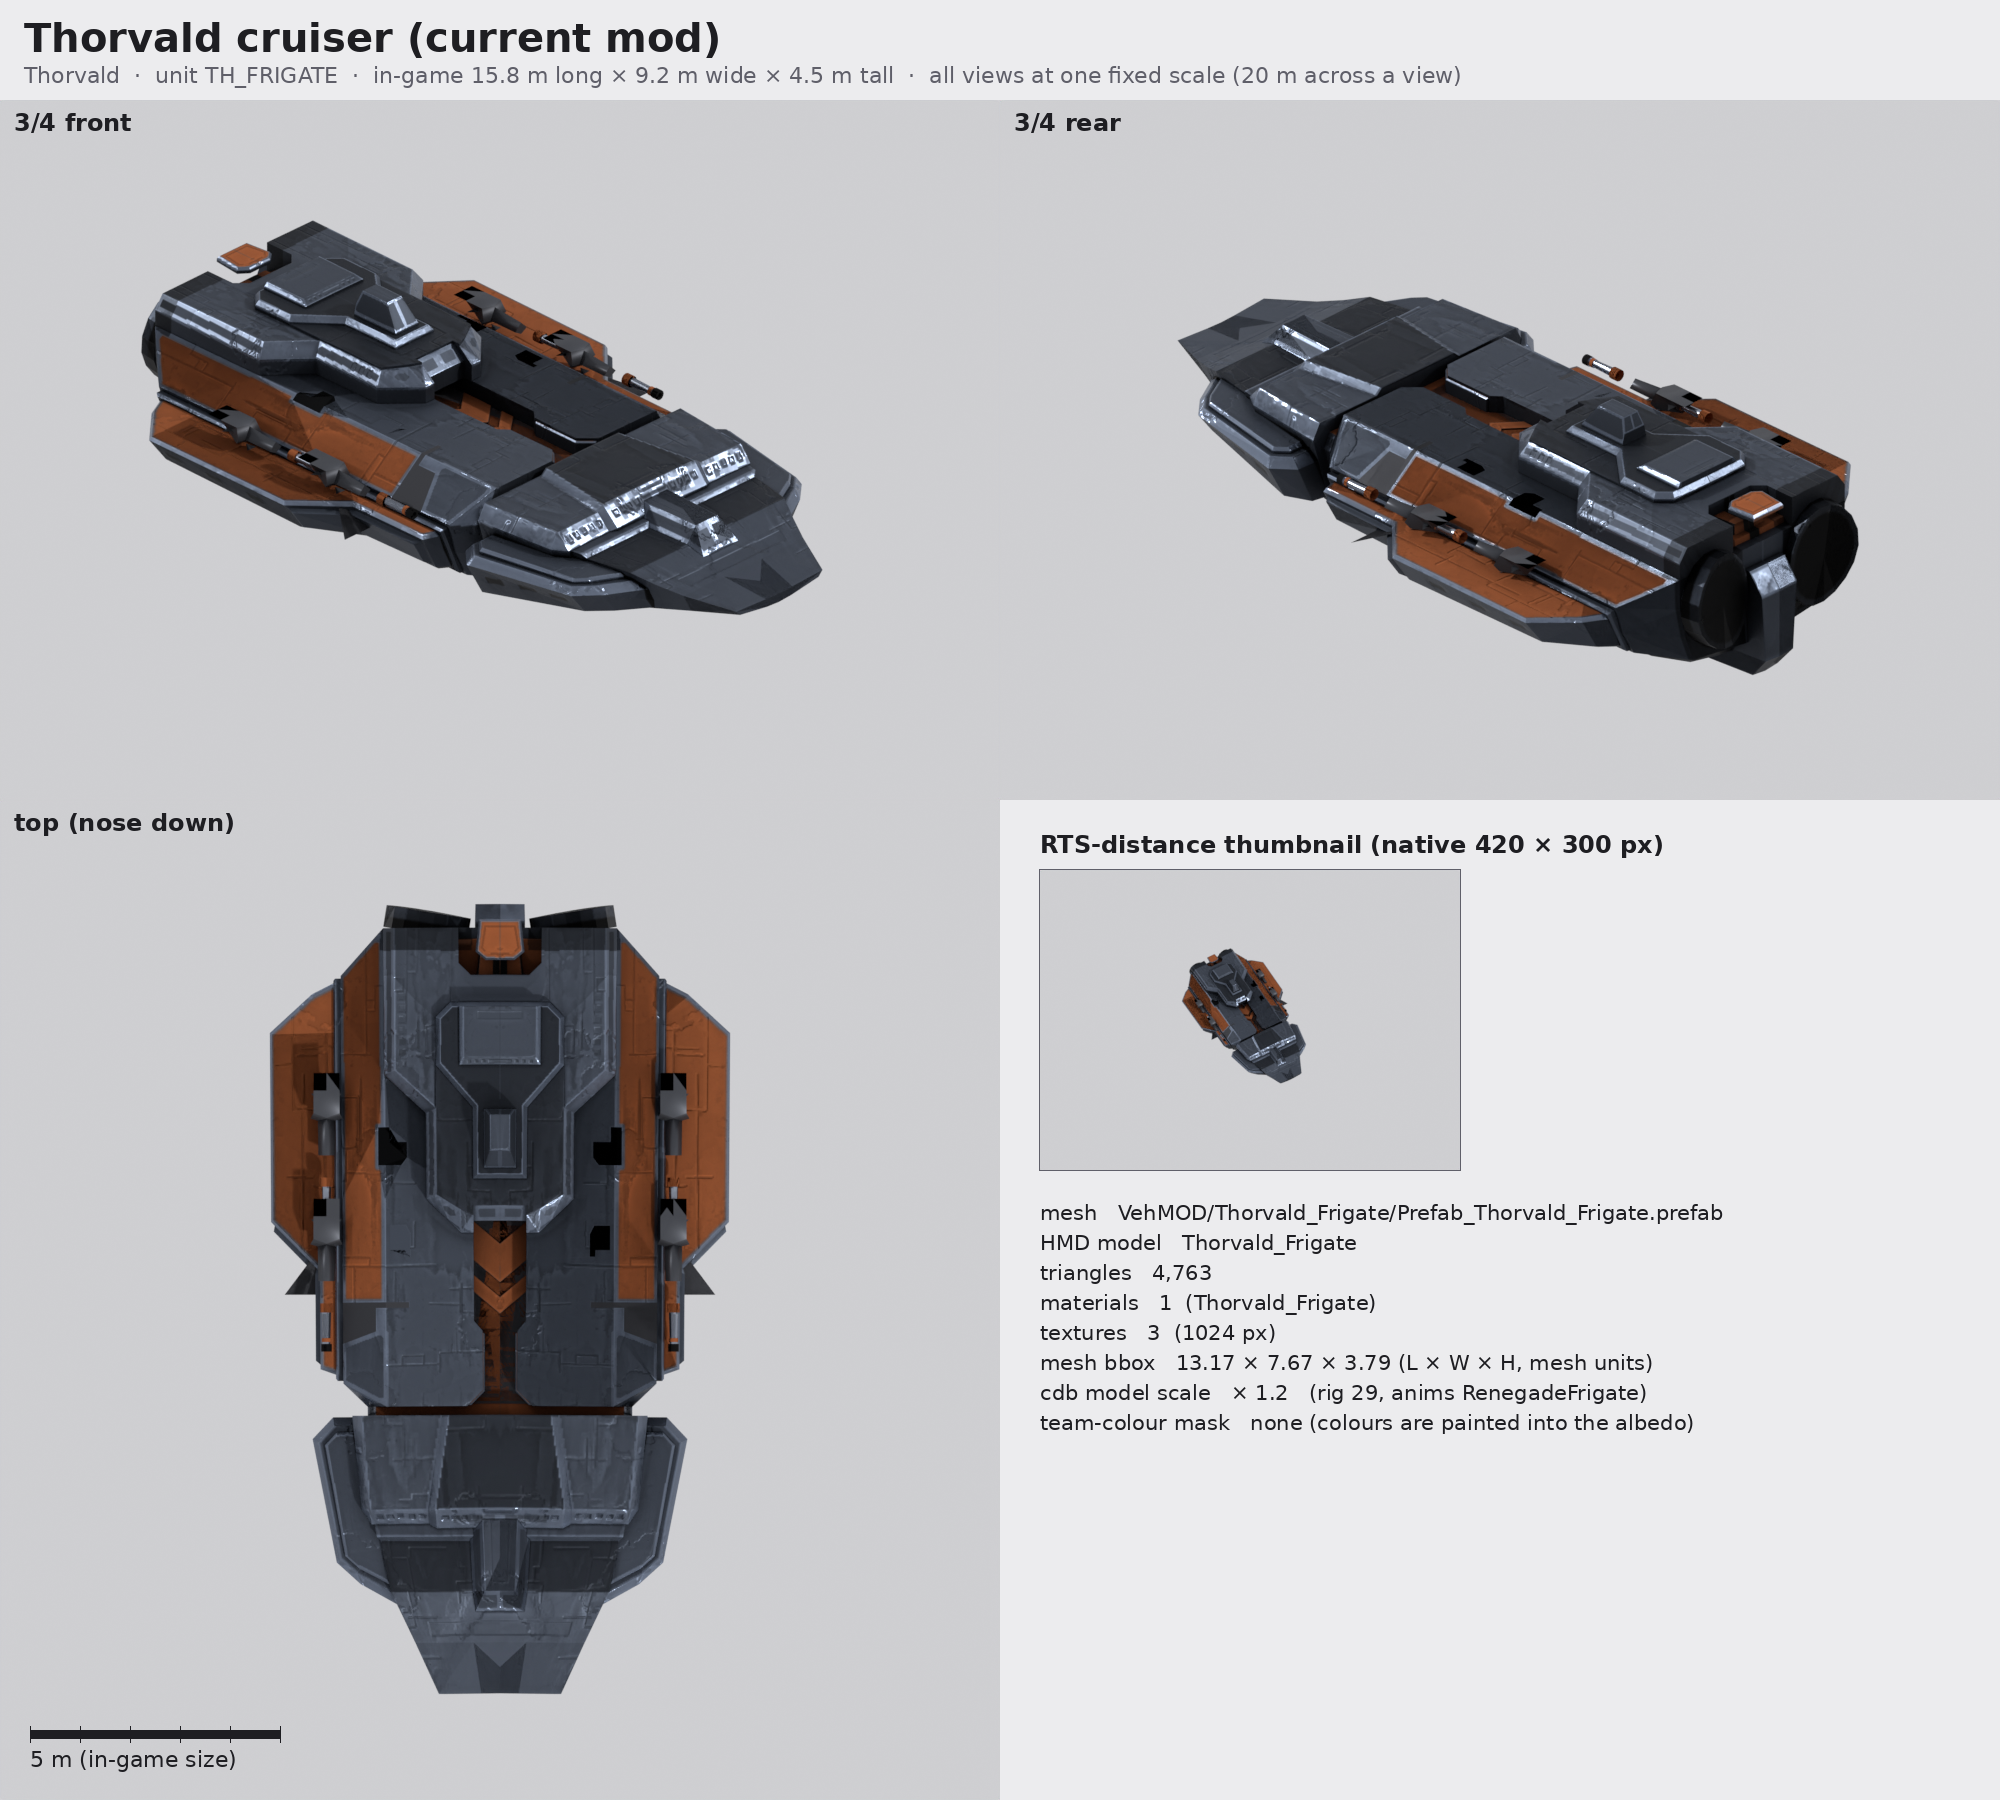 Thorvald cruiser (current mod)
Thorvald · unit TH_FRIGATE · in-game 15.8 m long × 9.2 m wide × 4.5 m tall · all views at one fixed scale (20 m across a view)
3/4 front
3/4 rear
top (nose down)
5 m (in-game size)
RTS-distance thumbnail (native 420 × 300 px)
mesh VehMOD/Thorvald_Frigate/Prefab_Thorvald_Frigate.prefab
HMD model Thorvald_Frigate
triangles 4,763
materials 1 (Thorvald_Frigate)
textures 3 (1024 px)
mesh bbox 13.17 × 7.67 × 3.79 (L × W × H, mesh units)
cdb model scale × 1.2 (rig 29, anims RenegadeFrigate)
team-colour mask none (colours are painted into the albedo)